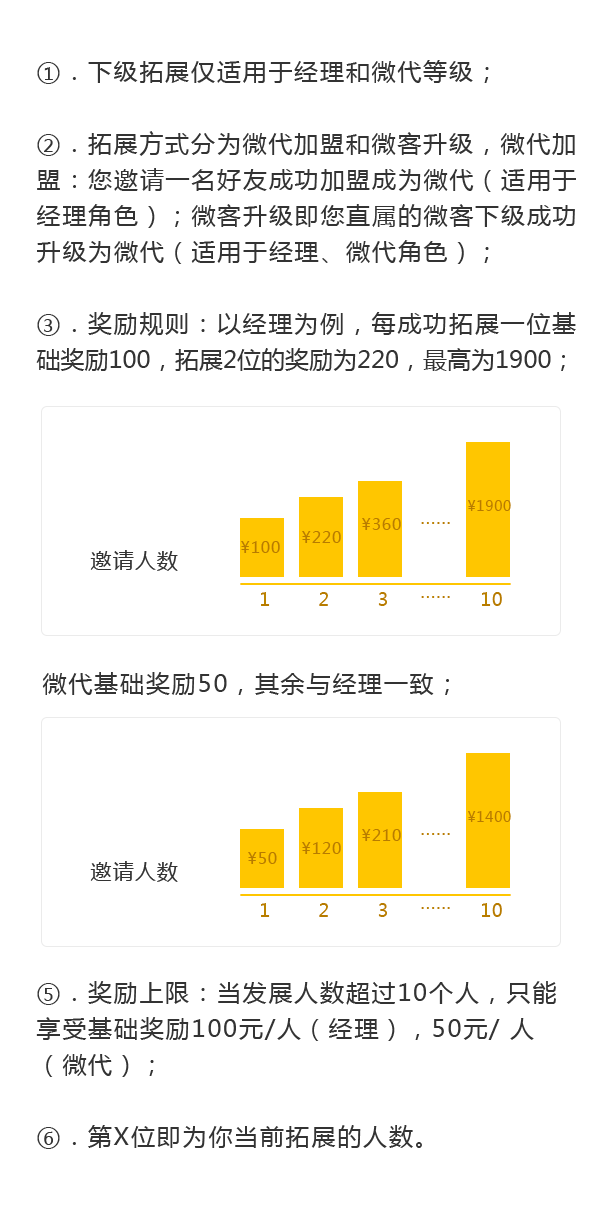 ①．下级拓展仅适用于经理和微代等级；
②．拓展方式分为微代加盟和微客升级，微代加
盟：您邀请一名好友成功加盟成为微代（适用于
经理角色）；微客升级即您直属的微客下级成功
升级为微代（适用于经理、微代角色）；
③．奖励规则：以经理为例，每成功拓展一位基
础奖励100，拓展2位的奖励为220，最高为1900；
¥100 ¥220 ¥360 ······ ¥1900
邀请人数
1 2 3 ······ 10
微代基础奖励50，其余与经理一致；
¥50 ¥120 ¥210 ······ ¥1400
邀请人数
1 2 3 ······ 10
⑤．奖励上限：当发展人数超过10个人，只能
享受基础奖励100元/人（经理），50元/ 人
（微代）；
⑥．第X位即为你当前拓展的人数。